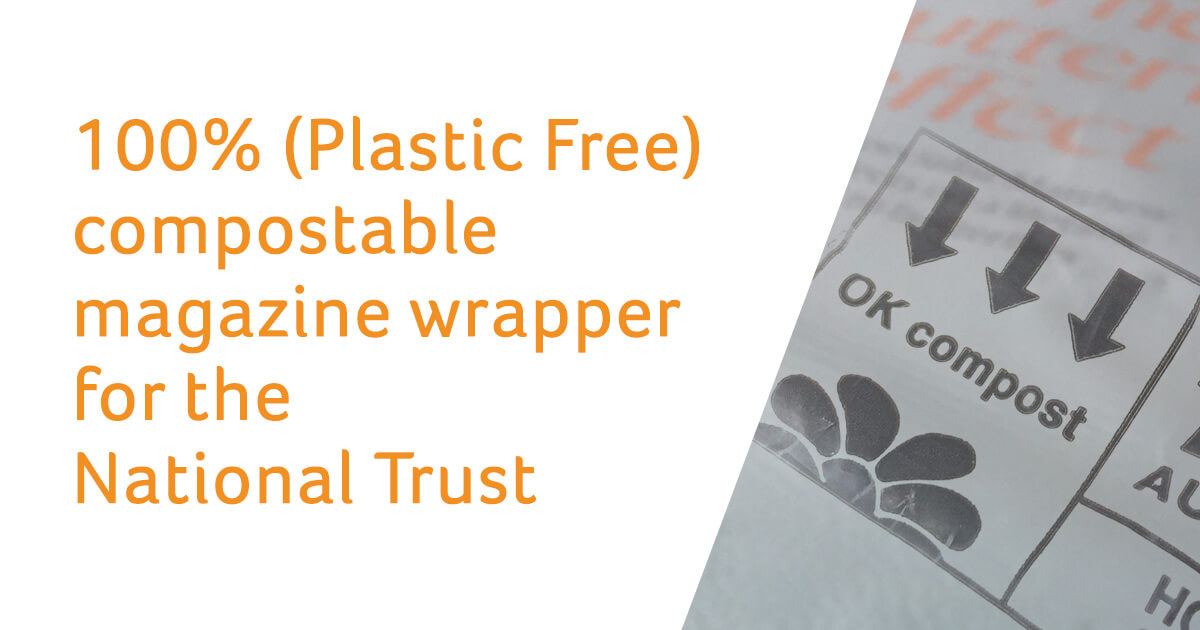 100% (Plastic Free)
compostable
magazine wrapper
for the
National Trust
OK compost